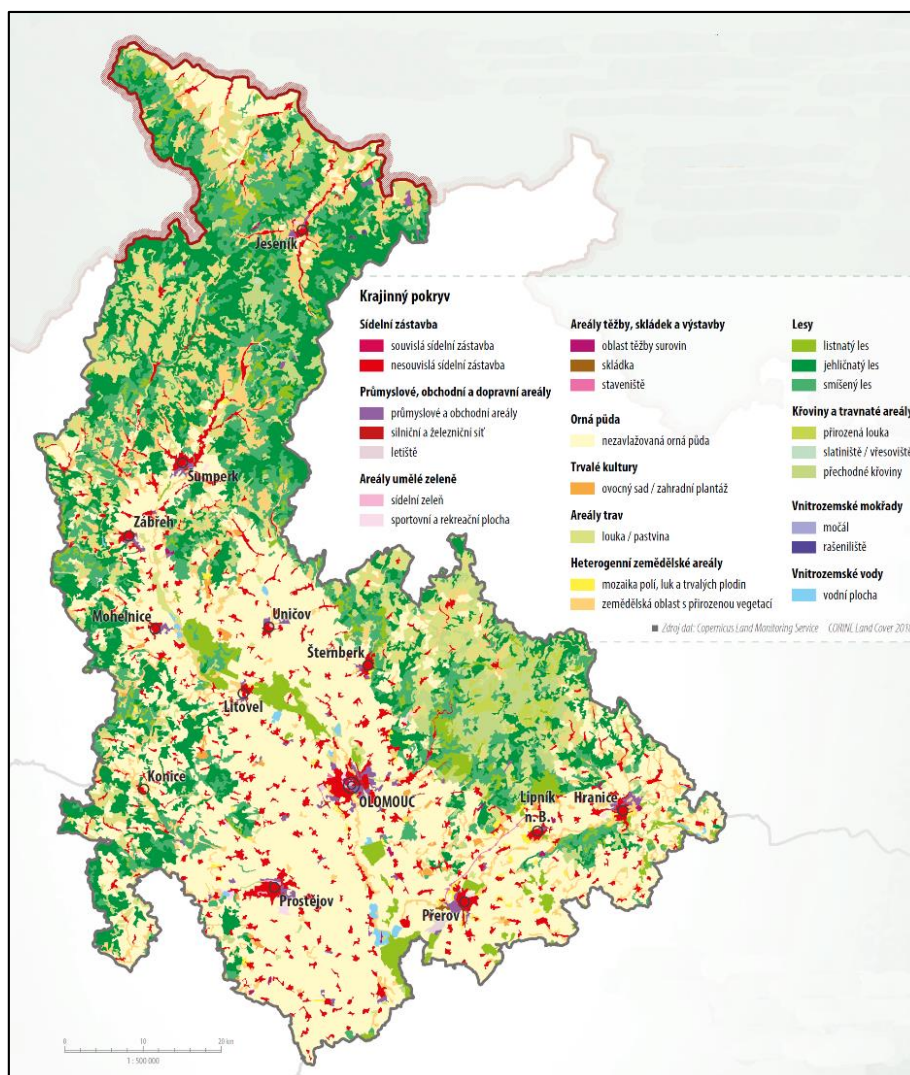 Jeseník
Krajinný pokryv
Sídelní zástavba
souvislá sídelní zástavba
nesouvislá sídelní zástavba
Průmyslové, obchodní a dopravní areály
průmyslové a obchodní areály
silniční a železniční síť
letiště
Areály umělé zeleně
sídelní zeleň
sportovní a rekreační plocha
Areály těžby, skládek a výstavby
oblast těžby surovin
skládka
staveniště
Orná půda
nezavlažovaná orná půda
Trvalé kultury
ovocný sad / zahradní plantáž
Areály trav
louka / pastvina
Heterogenní zemědělské areály
mozaika polí, luk a trvalých plodin
zemědělská oblast s přirozenou vegetací
Lesy
listnatý les
jehličnatý les
smíšený les
Křoviny a travnaté areály
přirozená louka
slatiniště / vřesoviště
přechodné křoviny
Vnitrozemské mokřady
močál
rašeliniště
Vnitrozemské vody
vodní plocha
Zdroj dat: Copernicus Land Monitoring Service CORINE Land Cover
Šumperk
Zábřeh
Mohelnice
Uničov
Šternberk
Litovel
Konice
OLOMOUC
Lipník
n. B.
Hranice
Prostějov
Přerov
0 10 20 km
1 : 500 000